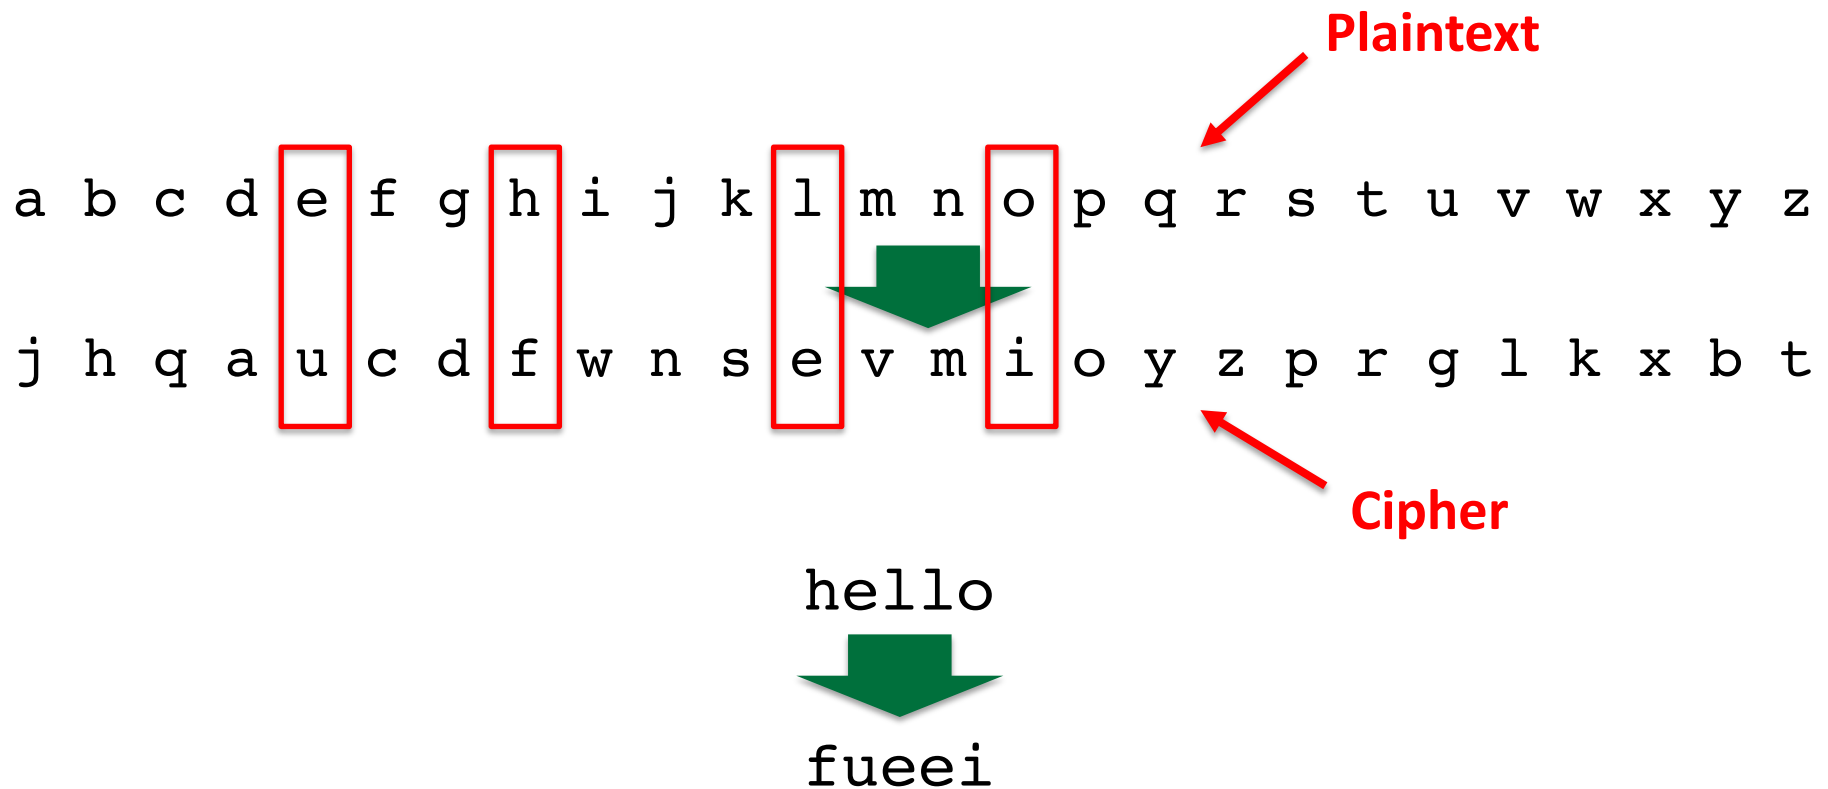 Plaintext
a b c d e f g h i j k l m n o p q r s t u v w x y z
j h q a u c d f w n s e v m i o y z p r g l k x b t
Cipher
hello
fueei